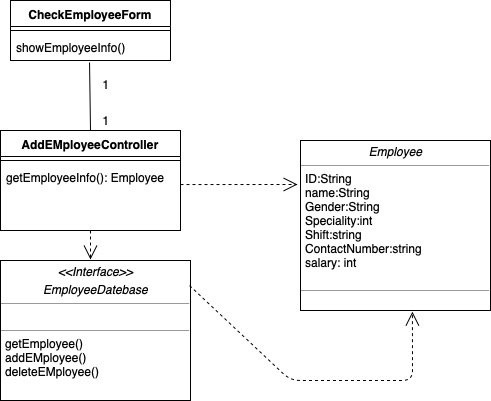 CheckEmployeeForm
showEmployeeInfo()
1
1
AddEMployeeController
getEmployeeInfo(): Employee
Employee
ID:String
name:String
Gender:String
Speciality:int
Shift:string
ContactNumber:string
salary: int
<<Interface>>
EmployeeDatebase
getEmployee()
addEMployee()
deleteEMployee()